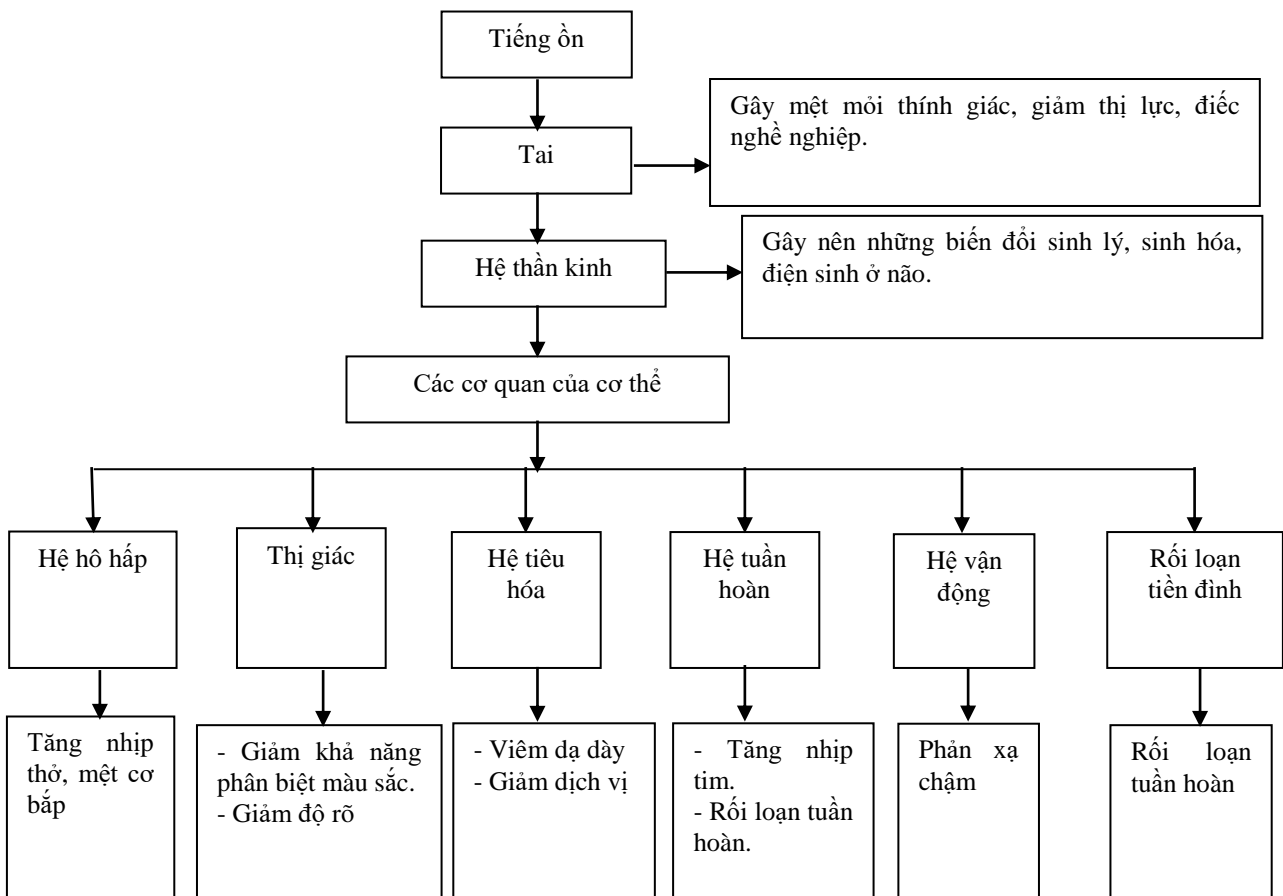 Tiếng ồn
Gây mệt mỏi thính giác, giảm thị lực, điếc
nghề nghiệp.
Tai
Gây nên những biến đổi sinh lý, sinh hóa,
điện sinh ở não.
Hệ thần kinh
Các cơ quan của cơ thể
Hệ hô hấp
Thị giác
Hệ tiêu
hóa
Hệ tuần
hoàn
Hệ vận
động
Rối loạn
tiền đình
Tăng nhịp
thở, mệt cơ
bắp
- Giảm khả năng
phân biệt màu sắc.
- Giảm độ rõ
- Viêm dạ dày
- Giảm dịch vị
- Tăng nhịp
tim.
- Rối loạn tuần
hoàn.
Phản xạ
chậm
Rối loạn
tuần hoàn